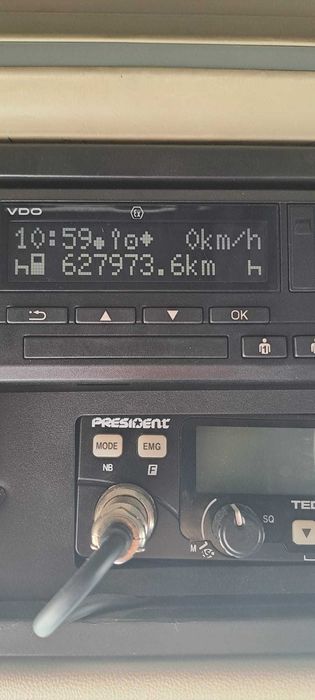 VDO
10:59 0km/h
627973.6km
OK
PRESIDENT
MODE EMG
NB F
SQ
M